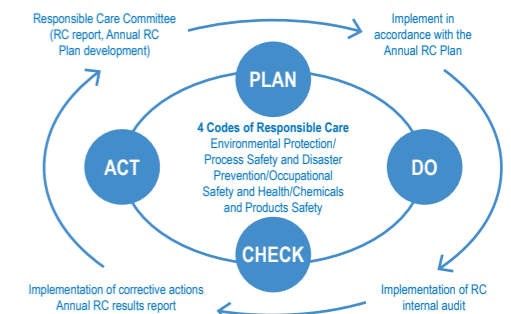 Responsible Care Committee
(RC report, Annual RC
Plan development)
Implement in
accordance with the
Annual RC Plan
PLAN
4 Codes of Responsible Care
Environmental Protection/
Process Safety and Disaster
Prevention/Occupational
Safety and Health/Chemicals
and Products Safety
ACT
DO
CHECK
Implementation of corrective actions
Annual RC results report
Implementation of RC
internal audit